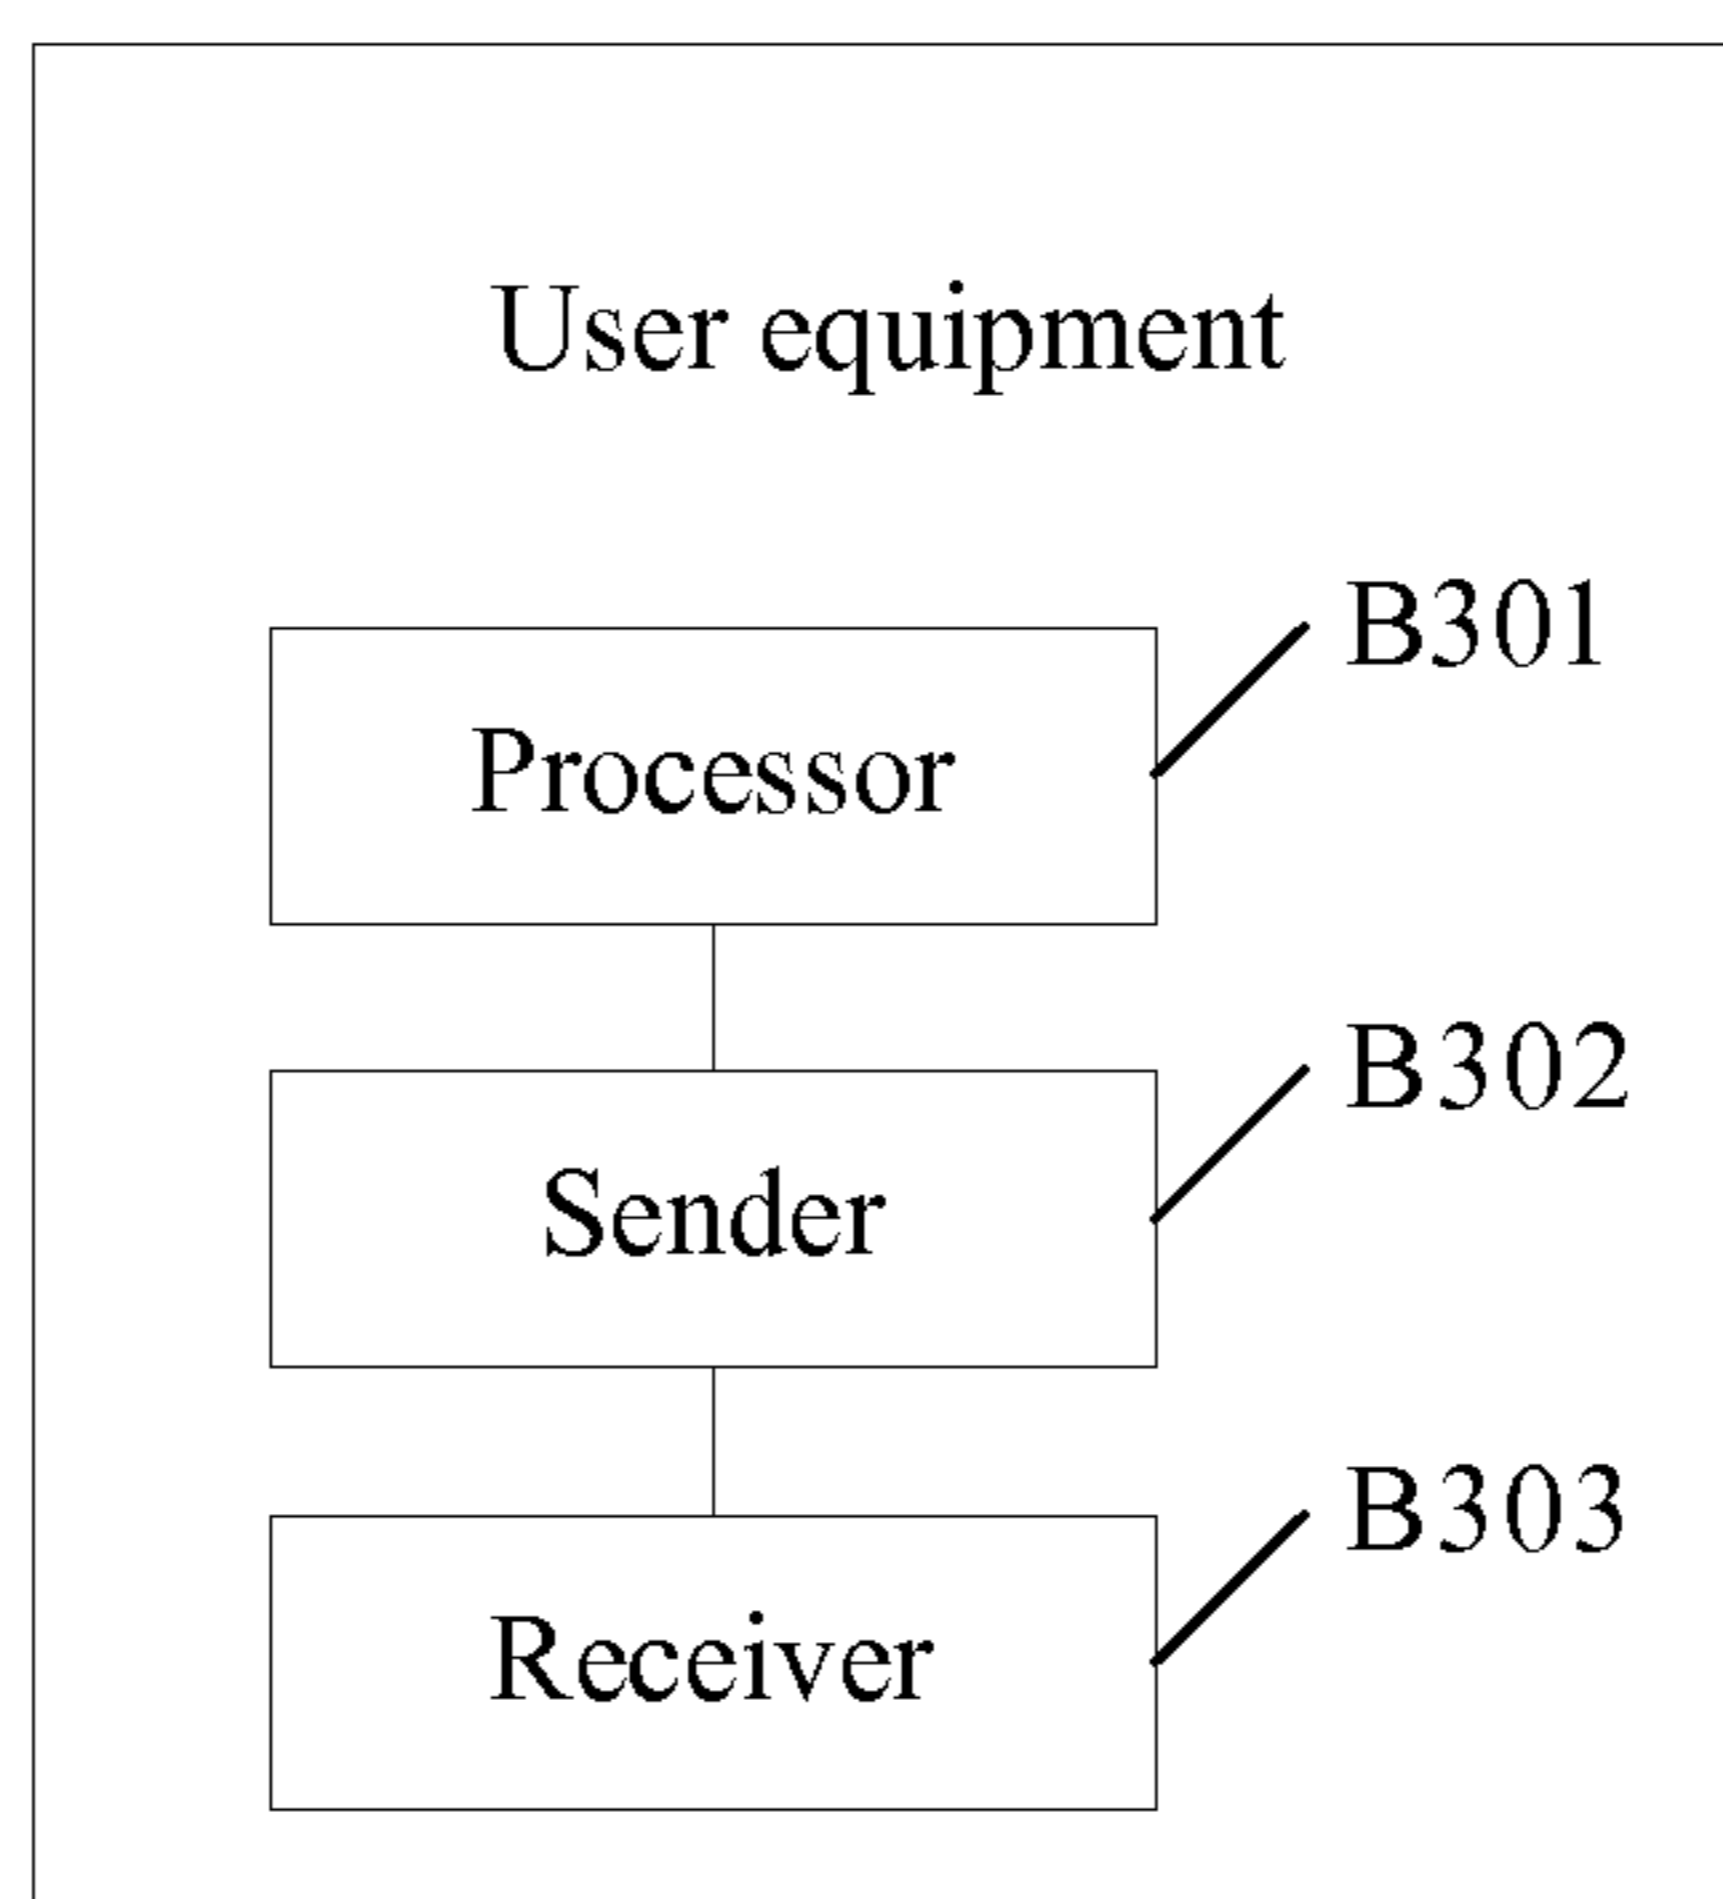 User equipment
B301
Processor
B302
Sender
B303
Receiver